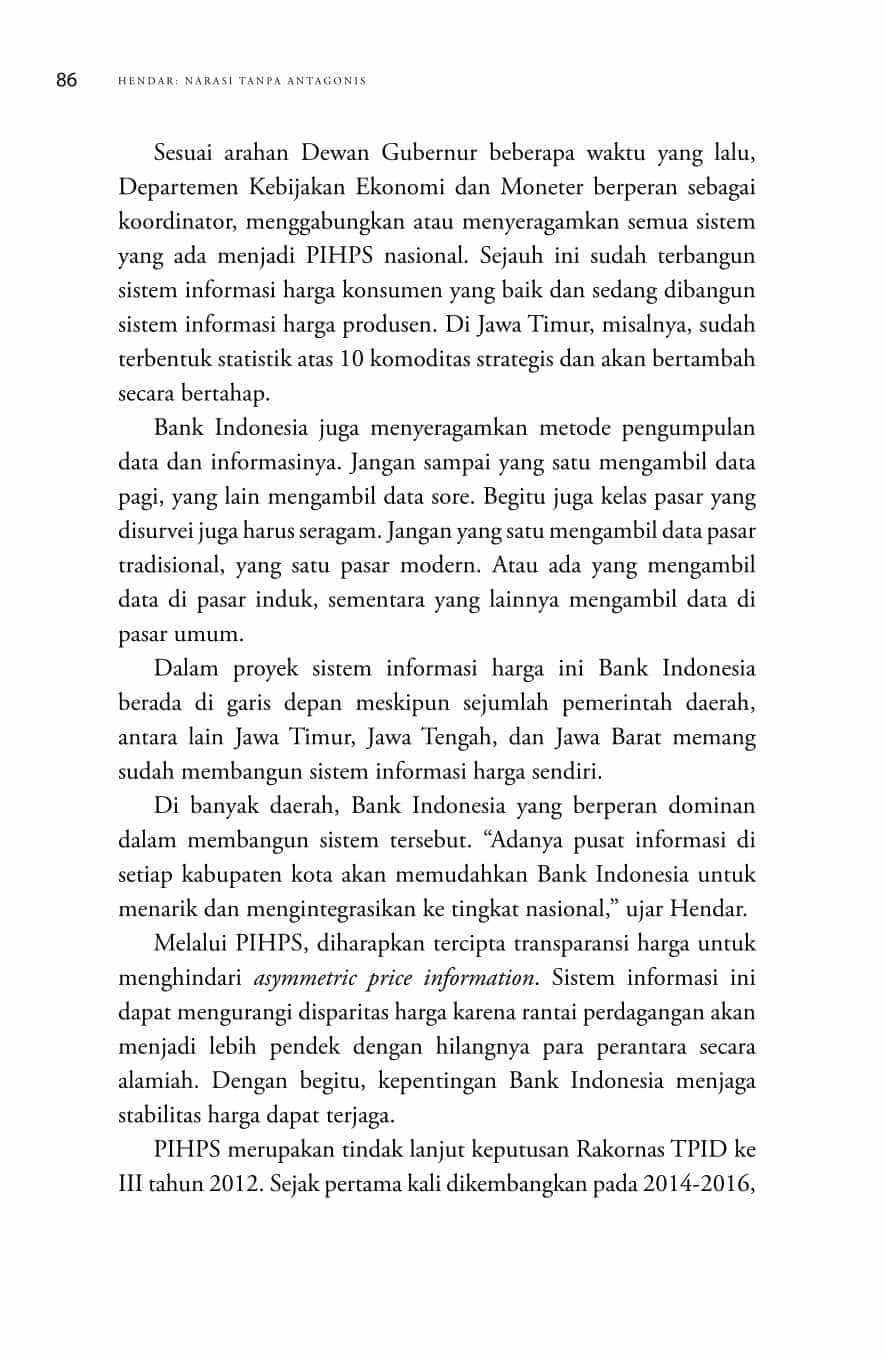 86 HENDAR: NARASI TANPA ANTAGONIS
Sesuai arahan Dewan Gubernur beberapa waktu yang lalu,
Departemen Kebijakan Ekonomi dan Moneter berperan sebagai
koordinator, menggabungkan atau menyeragamkan semua sistem
yang ada menjadi PIHPS nasional. Sejauh ini sudah terbangun
sistem informasi harga konsumen yang baik dan sedang dibangun
sistem informasi harga produsen. Di Jawa Timur, misalnya, sudah
terbentuk statistik atas 10 komoditas strategis dan akan bertambah
secara bertahap.
Bank Indonesia juga menyeragamkan metode pengumpulan
data dan informasinya. Jangan sampai yang satu mengambil data
pagi, yang lain mengambil data sore. Begitu juga kelas pasar yang
disurvei juga harus seragam. Jangan yang satu mengambil data pasar
tradisional, yang satu pasar modern. Atau ada yang mengambil
data di pasar induk, sementara yang lainnya mengambil data di
pasar umum.
Dalam proyek sistem informasi harga ini Bank Indonesia
berada di garis depan meskipun sejumlah pemerintah daerah,
antara lain Jawa Timur, Jawa Tengah, dan Jawa Barat memang
sudah membangun sistem informasi harga sendiri.
Di banyak daerah, Bank Indonesia yang berperan dominan
dalam membangun sistem tersebut. “Adanya pusat informasi di
setiap kabupaten kota akan memudahkan Bank Indonesia untuk
menarik dan mengintegrasikan ke tingkat nasional,” ujar Hendar.
Melalui PIHPS, diharapkan tercipta transparansi harga untuk
menghindari asymmetric price information. Sistem informasi ini
dapat mengurangi disparitas harga karena rantai perdagangan akan
menjadi lebih pendek dengan hilangnya para perantara secara
alamiah. Dengan begitu, kepentingan Bank Indonesia menjaga
stabilitas harga dapat terjaga.
PIHPS merupakan tindak lanjut keputusan Rakornas TPID ke
III tahun 2012. Sejak pertama kali dikembangkan pada 2014-2016,